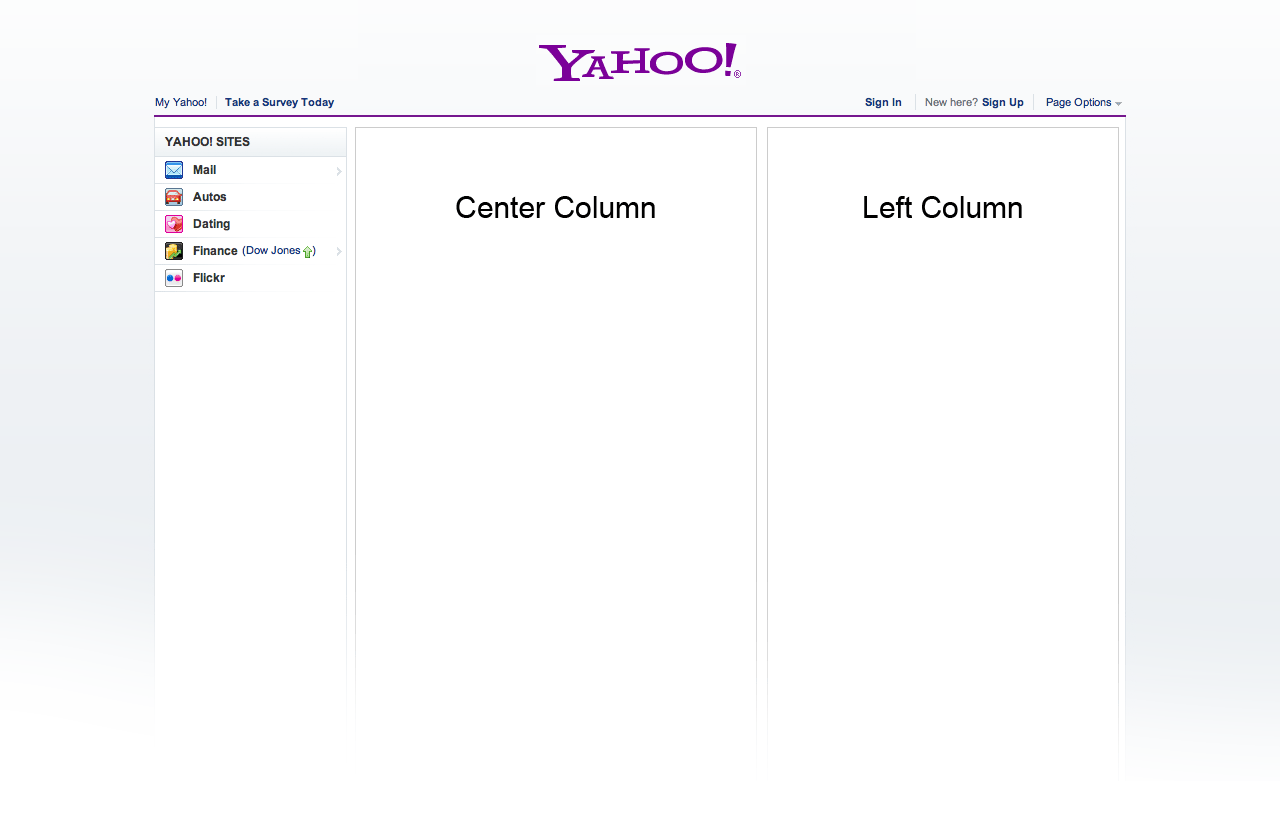 YAHOO!®
My Yahoo! Take a Survey Today Sign In New here? Sign Up Page Options
YAHOO! SITES
Mail
Autos
Dating
Finance (Dow Jones )
Flickr
Center Column
Left Column